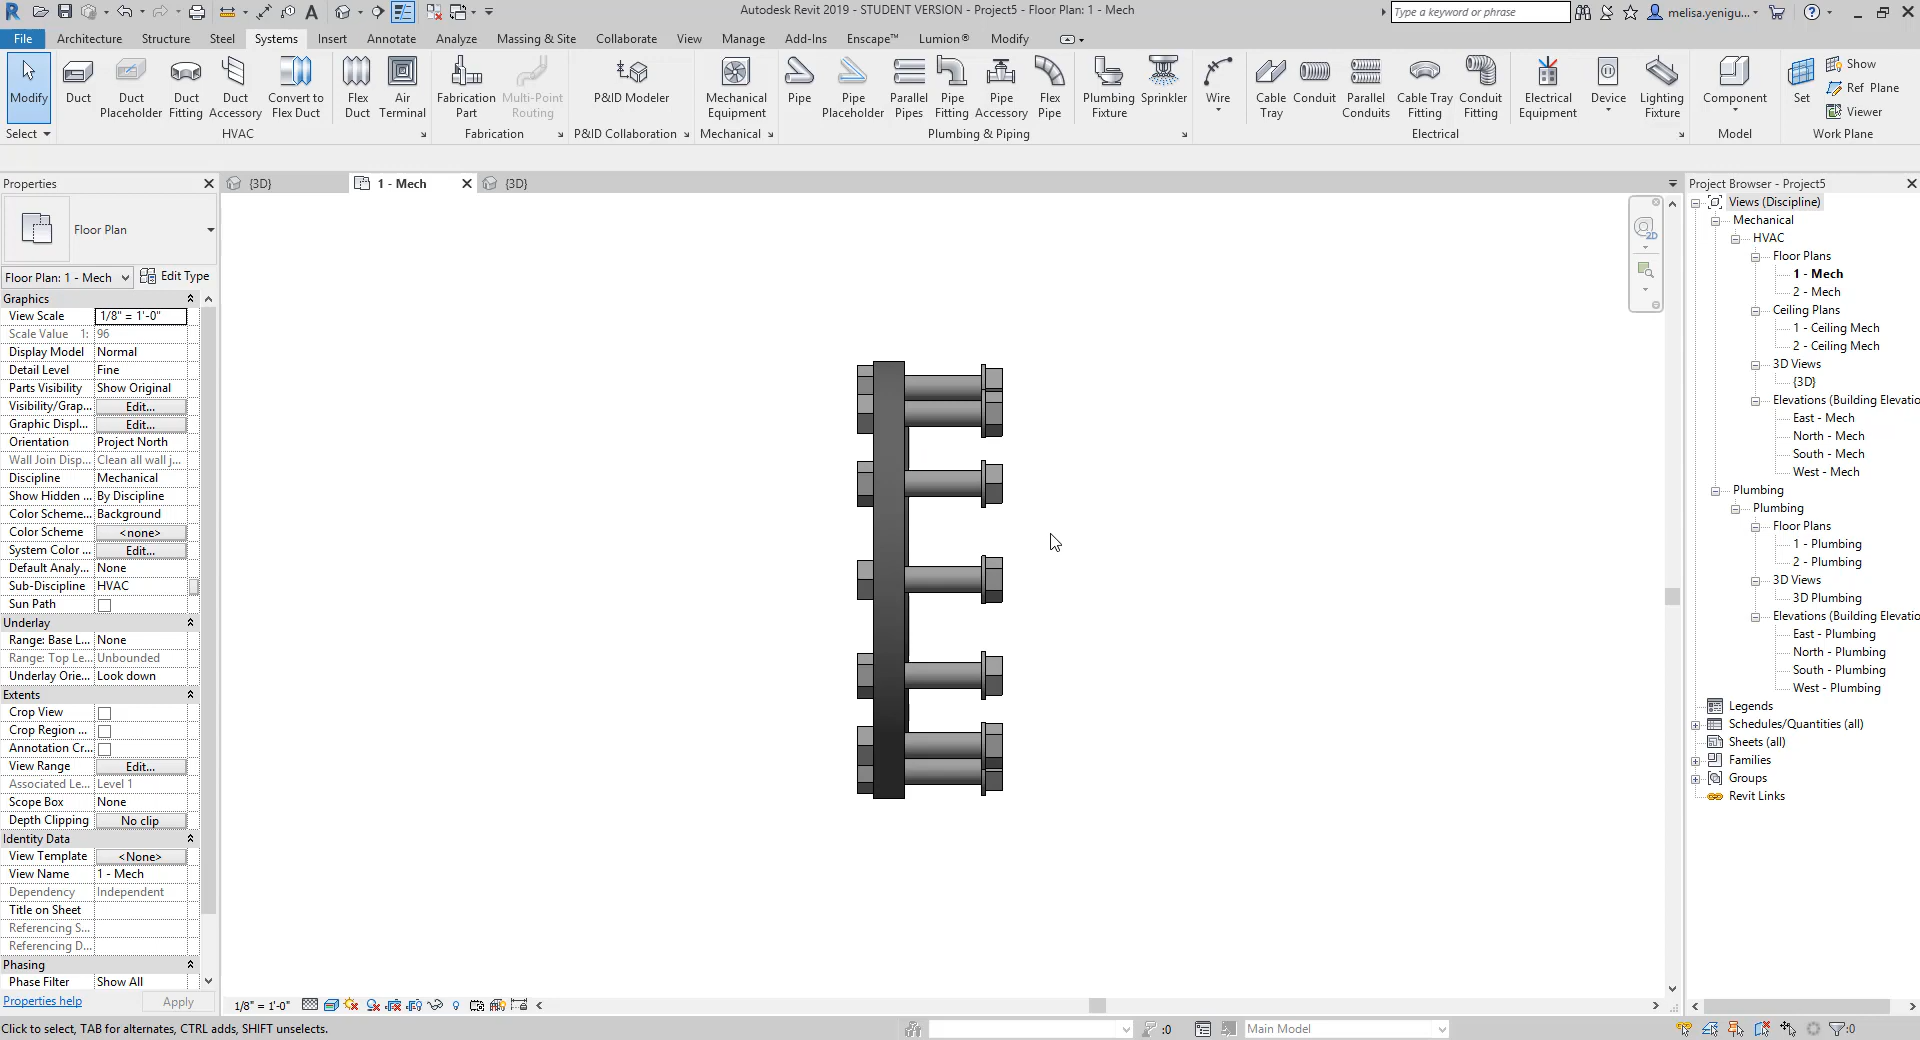 Autodesk Revit 2019 - STUDENT VERSION - Project5 - Floor Plan: 1 - Mech
Type a keyword or phrase
melisa.yenigu...
File Architecture Structure Steel Systems Insert Annotate Analyze Massing & Site Collaborate View Manage Add-Ins Enscape™ Lumion® Modify
Modify
Duct
Duct Placeholder
Duct Fitting
Duct Accessory
Convert to Flex Duct
Flex Duct
Air Terminal
Fabrication Part
Multi-Point Routing
P&ID Modeler
Mechanical Equipment
Pipe
Pipe Placeholder
Parallel Pipes
Pipe Fitting
Pipe Accessory
Flex Pipe
Plumbing Fixture
Sprinkler
Wire
Cable Tray
Conduit
Parallel Conduits
Cable Tray Fitting
Conduit Fitting
Electrical Equipment
Device
Lighting Fixture
Component
Set
Show
Ref Plane
Viewer
Select HVAC Fabrication P&ID Collaboration Mechanical Plumbing & Piping Electrical Model Work Plane
Properties
{3D} 1 - Mech {3D}
Floor Plan
Floor Plan: 1 - Mech Edit Type
Graphics
View Scale 1/8" = 1'-0"
Scale Value 1: 96
Display Model Normal
Detail Level Fine
Parts Visibility Show Original
Visibility/Grap... Edit...
Graphic Displ... Edit...
Orientation Project North
Wall Join Disp... Clean all wall j...
Discipline Mechanical
Show Hidden ... By Discipline
Color Scheme... Background
Color Scheme <none>
System Color ... Edit...
Default Analy... None
Sub-Discipline HVAC
Sun Path
Underlay
Range: Base L... None
Range: Top Le... Unbounded
Underlay Orie... Look down
Extents
Crop View
Crop Region ...
Annotation Cr...
View Range Edit...
Associated Le... Level 1
Scope Box None
Depth Clipping No clip
Identity Data
View Template <None>
View Name 1 - Mech
Dependency Independent
Title on Sheet
Referencing S...
Referencing D...
Phasing
Phase Filter Show All
Properties help Apply
2D
Project Browser - Project5
Views (Discipline)
Mechanical
HVAC
Floor Plans
1 - Mech
2 - Mech
Ceiling Plans
1 - Ceiling Mech
2 - Ceiling Mech
3D Views
{3D}
Elevations (Building Elevatio
East - Mech
North - Mech
South - Mech
West - Mech
Plumbing
Plumbing
Floor Plans
1 - Plumbing
2 - Plumbing
3D Views
3D Plumbing
Elevations (Building Elevatio
East - Plumbing
North - Plumbing
South - Plumbing
West - Plumbing
Legends
Schedules/Quantities (all)
Sheets (all)
Families
Groups
Revit Links
1/8" = 1'-0"
Click to select, TAB for alternates, CTRL adds, SHIFT unselects. :0 Main Model :0